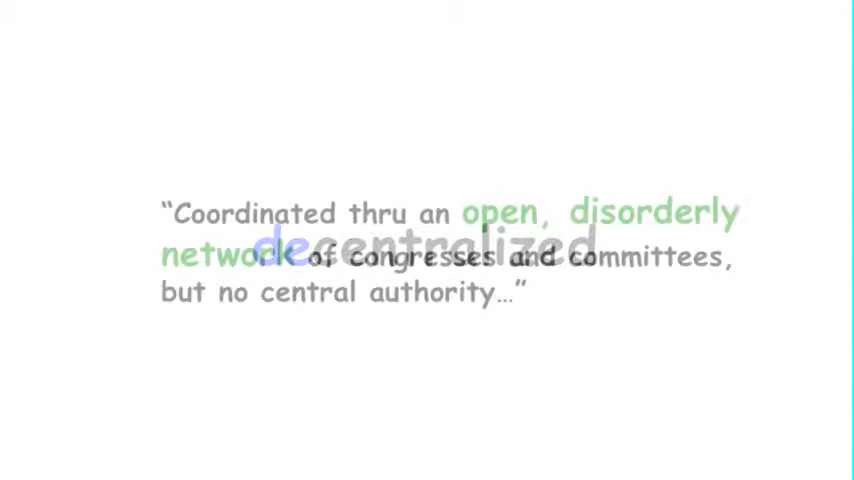 “Coordinated thru an open, disorderly
network of congresses and committees,
but no central authority…”
decentralized